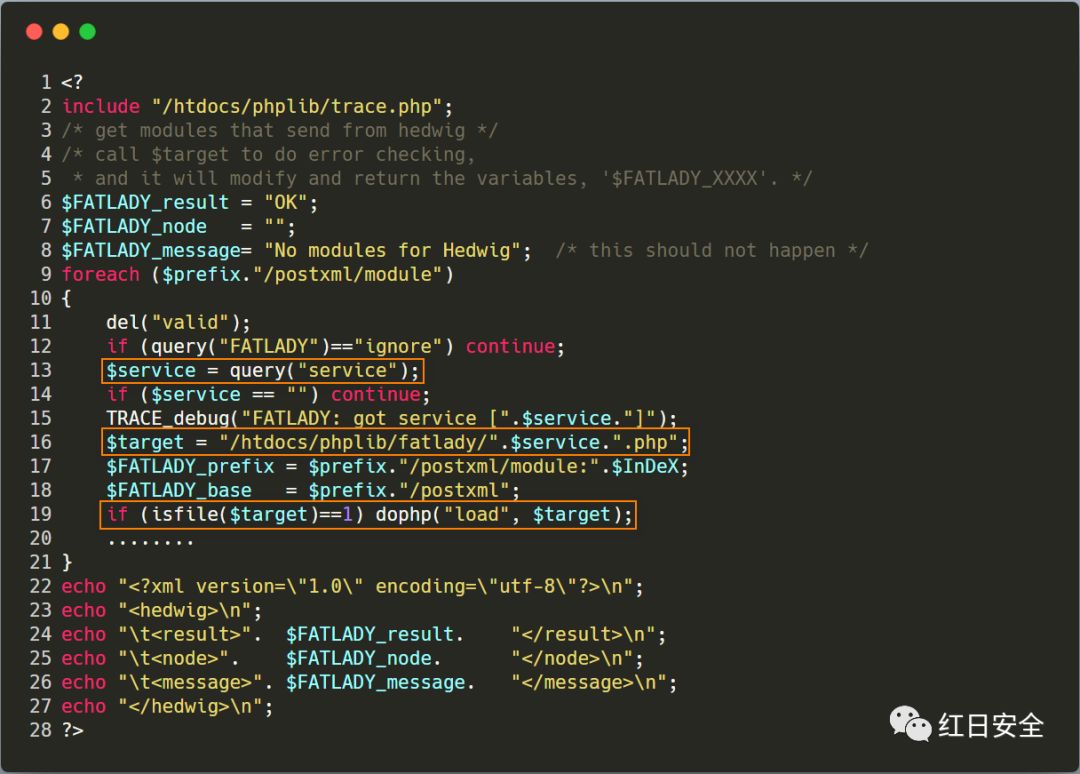 1 <?
2 include "/htdocs/phplib/trace.php";
3 /* get modules that send from hedwig */
4 /* call $target to do error checking,
5  * and it will modify and return the variables, '$FATLADY_XXXX'. */
6 $FATLADY_result = "OK";
7 $FATLADY_node   = "";
8 $FATLADY_message= "No modules for Hedwig";  /* this should not happen */
9 foreach ($prefix."/postxml/module")
10 {
11     del("valid");
12     if (query("FATLADY")=="ignore") continue;
13     $service = query("service");
14     if ($service == "") continue;
15     TRACE_debug("FATLADY: got service [".$service."]");
16     $target = "/htdocs/phplib/fatlady/".$service.".php";
17     $FATLADY_prefix = $prefix."/postxml/module:".$InDeX;
18     $FATLADY_base   = $prefix."/postxml";
19     if (isfile($target)==1) dophp("load", $target);
20     ........
21 }
22 echo "<?xml version=\"1.0\" encoding=\"utf-8\"?>\n";
23 echo "<hedwig>\n";
24 echo "\t<result>".  $FATLADY_result.    "</result>\n";
25 echo "\t<node>".    $FATLADY_node.      "</node>\n";
26 echo "\t<message>". $FATLADY_message.   "</message>\n";
27 echo "</hedwig>\n";
28 ?>
红日安全